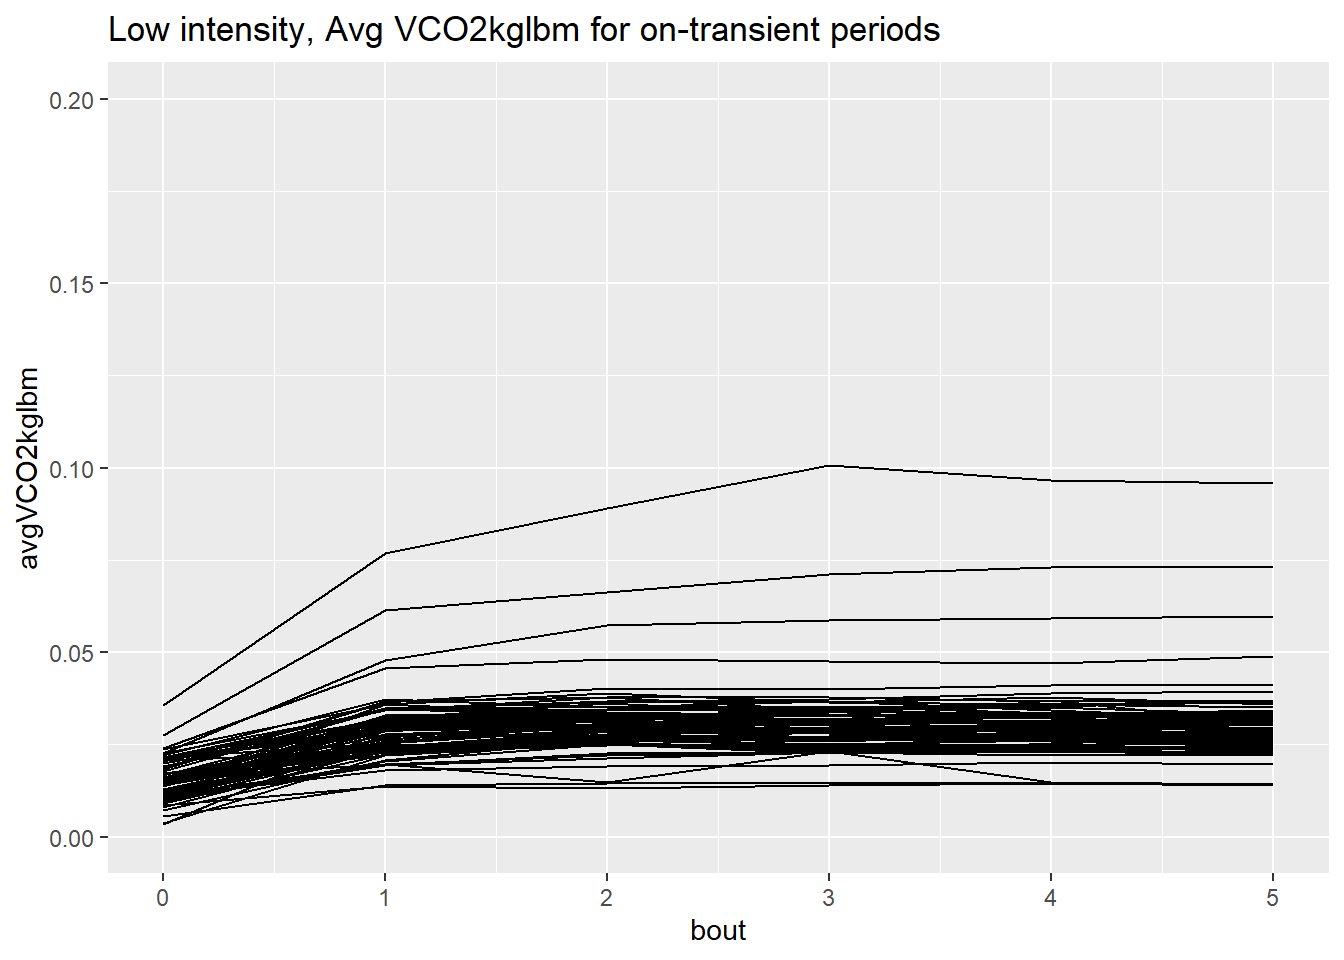 Low intensity, Avg VCO2kglbm for on-transient periods
0.20
0.15
0.10
0.05
0.00
avgVCO2kglbm
0 1 2 3 4 5
bout